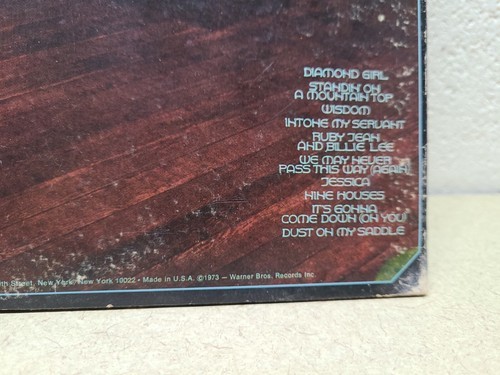 DIAMOND GIRL
STANDIN' ON
A MOUNTAIN TOP
WISDOM
INTONE MY SERVANT
RUBY JEAN
AND BILLIE LEE
WE MAY NEVER
PASS THIS WAY (AGAIN)
JESSICA
NINE HOUSES
IT'S GONNA
COME DOWN (ON YOU)
DUST ON MY SADDLE
Street, New York, New York 10022 • Made in U.S.A. ©1973 — Warner Bros. Records Inc.